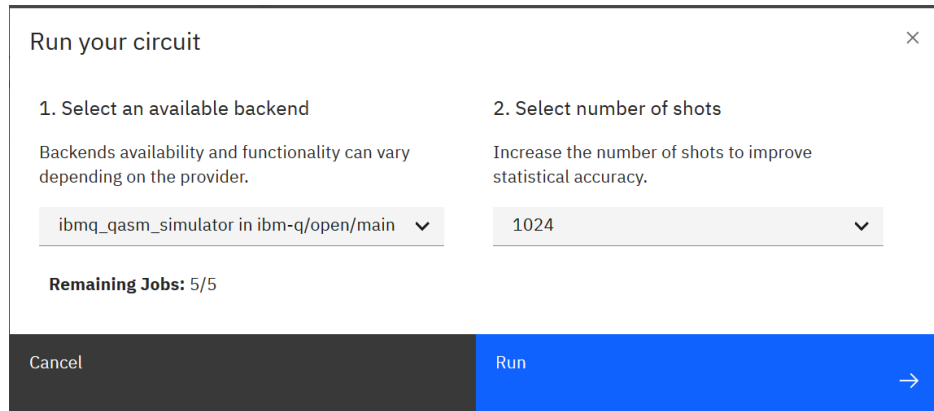 Run your circuit
1. Select an available backend
Backends availability and functionality can vary
depending on the provider.
ibmq_qasm_simulator in ibm-q/open/main
Remaining Jobs: 5/5
2. Select number of shots
Increase the number of shots to improve
statistical accuracy.
1024
Cancel
Run